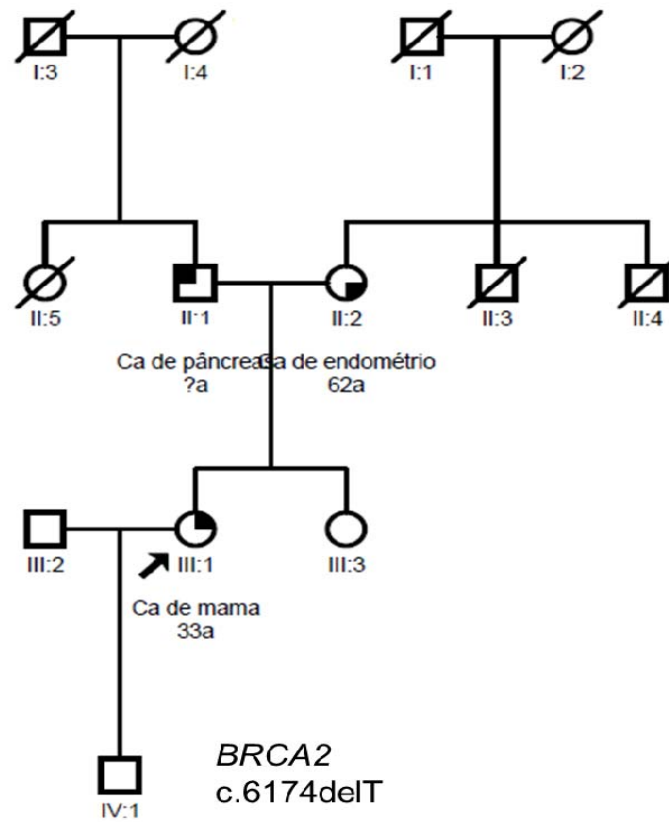 I:3 I:4 I:1 I:2
II:5 II:1 II:2 II:3 II:4
Ca de pâncreas Ca de endométrio
?a 62a
III:2 III:1 III:3
Ca de mama
33a
BRCA2
c.6174delT
IV:1